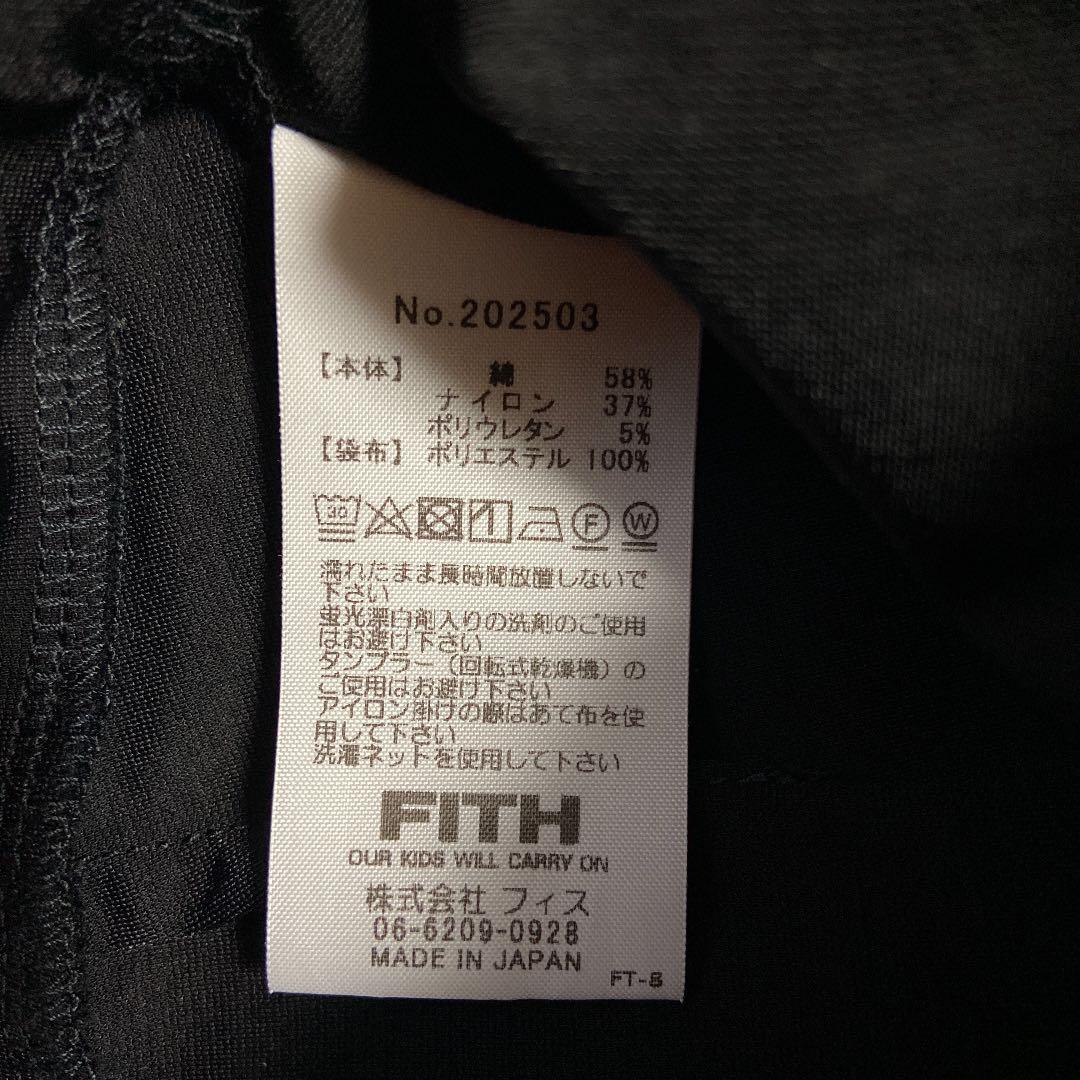 No.202503
【本体】 綿 58%
ナイロン 37%
ポリウレタン 5%
【袋布】 ポリエステル 100%
30 F W
濡れたまま長時間放置しないで
下さい
蛍光漂白剤入りの洗剤のご使用
はお避け下さい
タンブラー(回転式乾燥機)の
ご使用はお避け下さい
アイロン掛けの際はあて布を使
用して下さい
洗濯ネットを使用して下さい
FITH
OUR KIDS WILL CARRY ON
株式会社 フィス
06-6209-0928
MADE IN JAPAN
FT-8